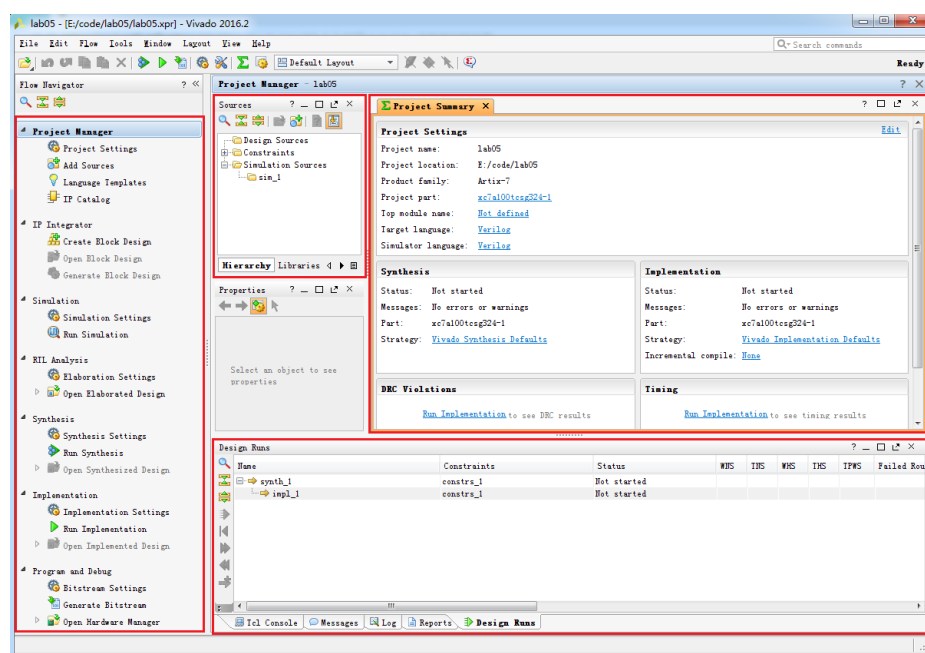 lab05 - [E:/code/lab05/lab05.xpr] - Vivado 2016.2
File Edit Flow Tools Window Layout View Help
Search commands
Default Layout
Ready
Flow Navigator
Project Manager
Project Settings
Add Sources
Language Templates
IP Catalog
IP Integrator
Create Block Design
Open Block Design
Generate Block Design
Simulation
Simulation Settings
Run Simulation
RTL Analysis
Elaboration Settings
Open Elaborated Design
Synthesis
Synthesis Settings
Run Synthesis
Open Synthesized Design
Implementation
Implementation Settings
Run Implementation
Open Implemented Design
Program and Debug
Bitstream Settings
Generate Bitstream
Open Hardware Manager
Project Manager - lab05
Sources
Design Sources
Constraints
Simulation Sources
sim_1
Hierarchy Libraries
Properties
Select an object to see
properties
Project Summary
Project Settings Edit
Project name: lab05
Project location: E:/code/lab05
Product family: Artix-7
Project part: xc7a100tcsg324-1
Top module name: Not defined
Target language: Verilog
Simulator language: Verilog
Synthesis
Status: Not started
Messages: No errors or warnings
Part: xc7a100tcsg324-1
Strategy: Vivado Synthesis Defaults
Implementation
Status: Not started
Messages: No errors or warnings
Part: xc7a100tcsg324-1
Strategy: Vivado Implementation Defaults
Incremental compile: None
DRC Violations
Run Implementation to see DRC results
Timing
Run Implementation to see timing results
Design Runs
Name Constraints Status WNS TNS WHS THS TPWS Failed Rou
synth_1 constrs_1 Not started
impl_1 constrs_1 Not started
Tcl Console Messages Log Reports Design Runs